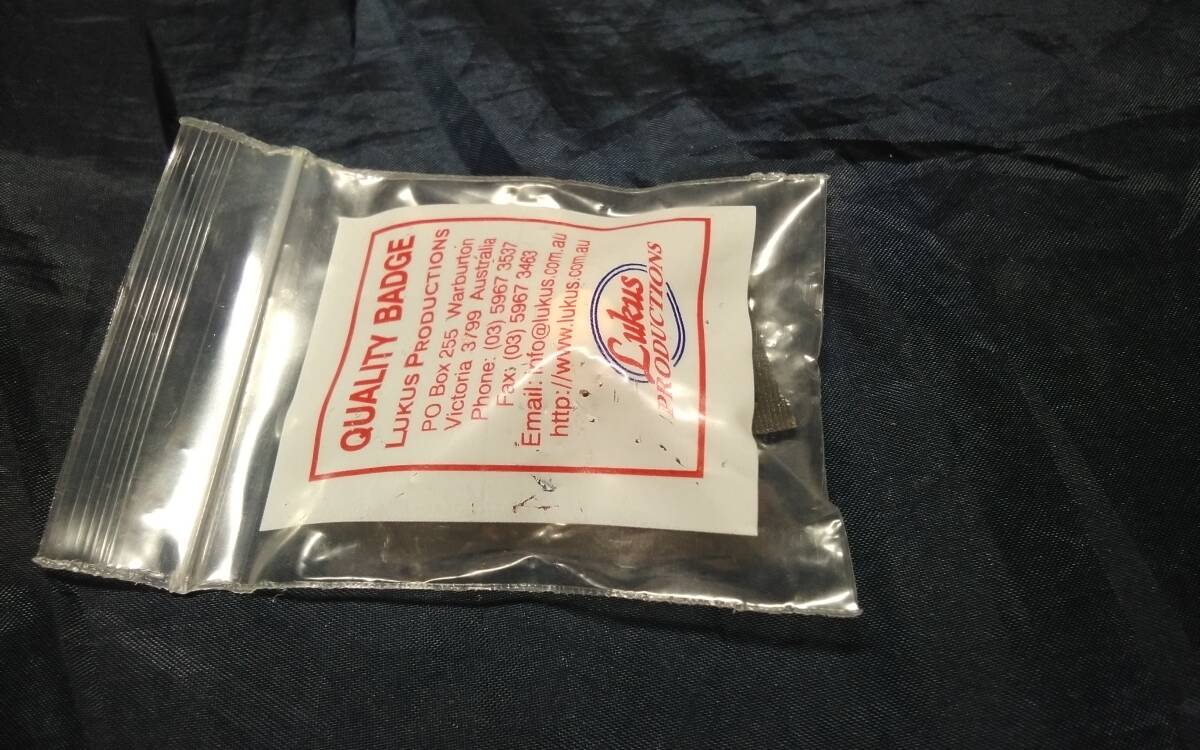 QUALITY BADGE
LUKUS PRODUCTIONS
PO Box 255 Warburton
Victoria 3799 Australia
Phone: (03) 5967 3537
Fax: (03) 5967 3463
Email: info@lukus.com.au
http://www.lukus.com.au
Lukus
PRODUCTIONS